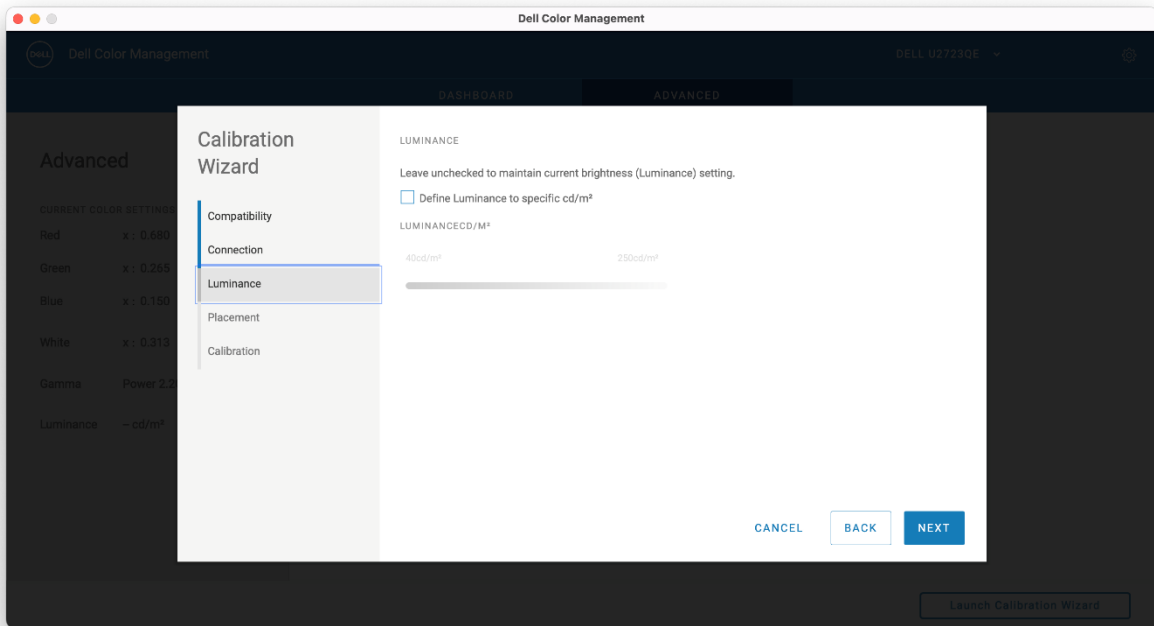 Dell Color Management
DELL
Dell Color Management
DELL U2723QE
DASHBOARD
ADVANCED
Advanced
CURRENT COLOR SETTINGS
Red x : 0.680
Green x : 0.265
Blue x : 0.150
White x : 0.313
Gamma Power 2.2
Luminance – cd/m²
Calibration
Wizard
Compatibility
Connection
Luminance
Placement
Calibration
LUMINANCE
Leave unchecked to maintain current brightness (Luminance) setting.
Define Luminance to specific cd/m²
LUMINANCECD/M²
40cd/m² 250cd/m²
CANCEL
BACK
NEXT
Launch Calibration Wizard